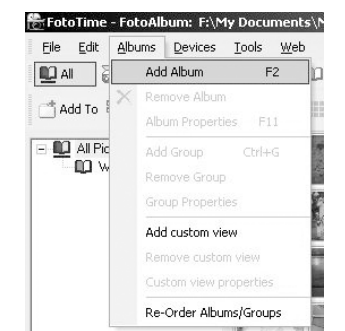 FotoTime - FotoAlbum: F:\My Documents\
File Edit Albums Devices Tools Web
All
Add Album F2
Remove Album
Add To
Album Properties F11
All Pic
Add Group Ctrl+G
W
Remove Group
Group Properties
Add custom view
Remove custom view
Custom view properties
Re-Order Albums/Groups